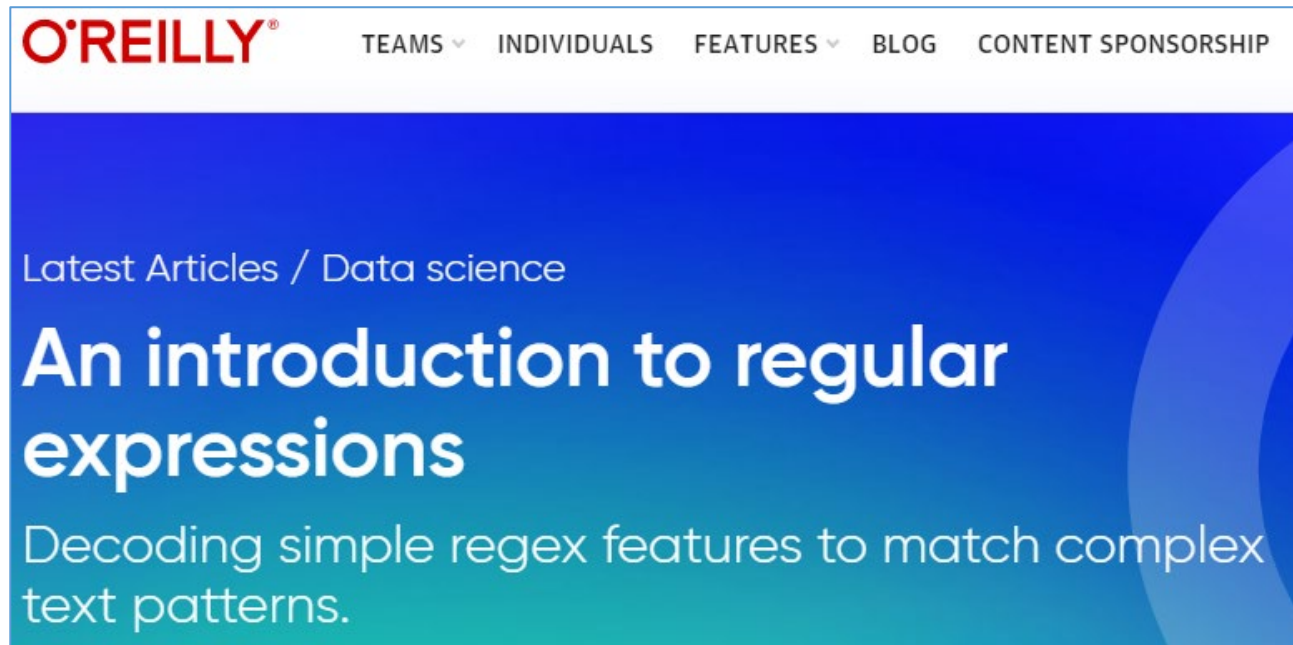 O'REILLY®
TEAMS INDIVIDUALS FEATURES BLOG CONTENT SPONSORSHIP
Latest Articles / Data science
An introduction to regular
expressions
Decoding simple regex features to match complex
text patterns.